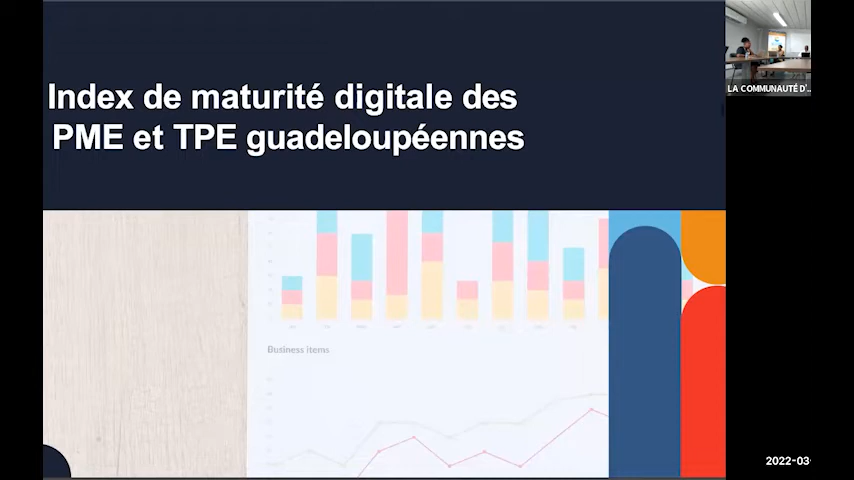 Index de maturité digitale des
PME et TPE guadeloupéennes
LA COMMUNAUTÉ D'...
Business items
2022-03